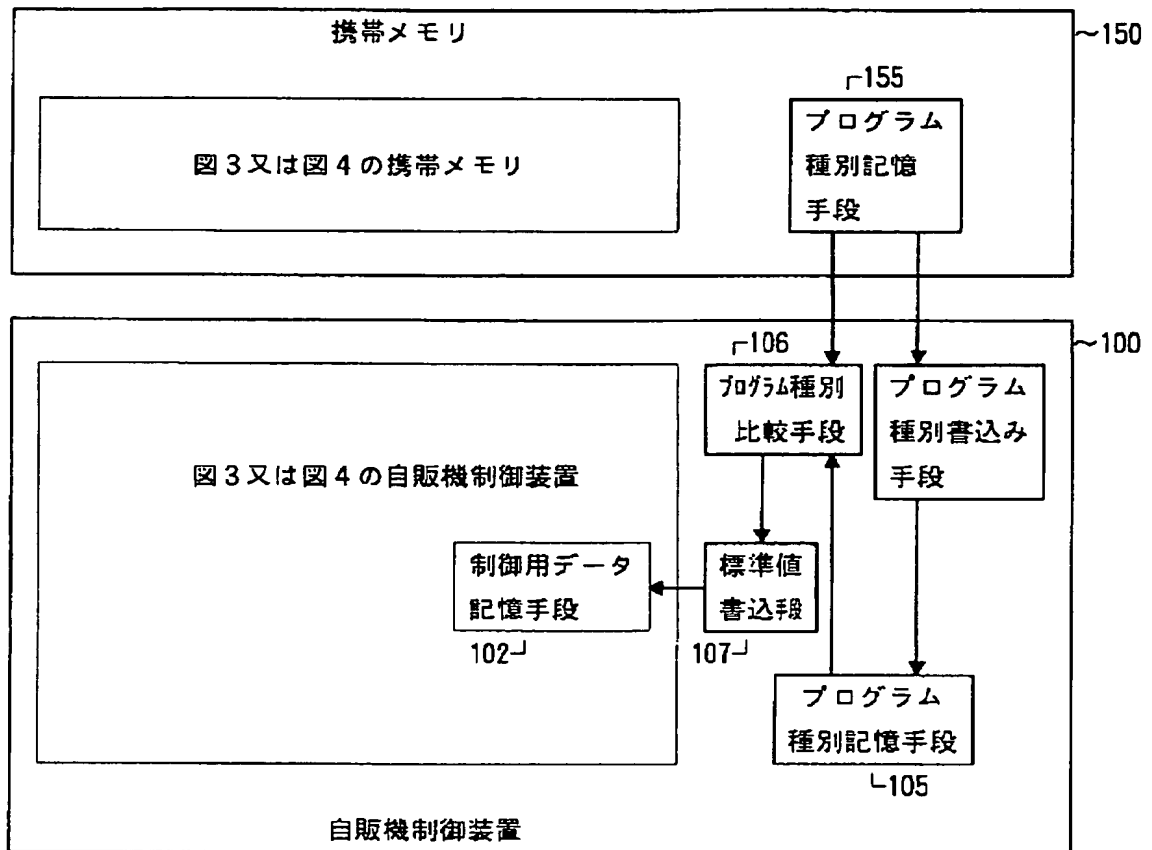 携帯メモリ
~150
155
プログラム
種別記憶
手段
図3又は図4の携帯メモリ
~100
106
プログラム種別
比較手段
プログラム
種別書込み
手段
図3又は図4の自販機制御装置
制御用データ
記憶手段
102
標準値
書込手段
107
プログラム
種別記憶手段
105
自販機制御装置